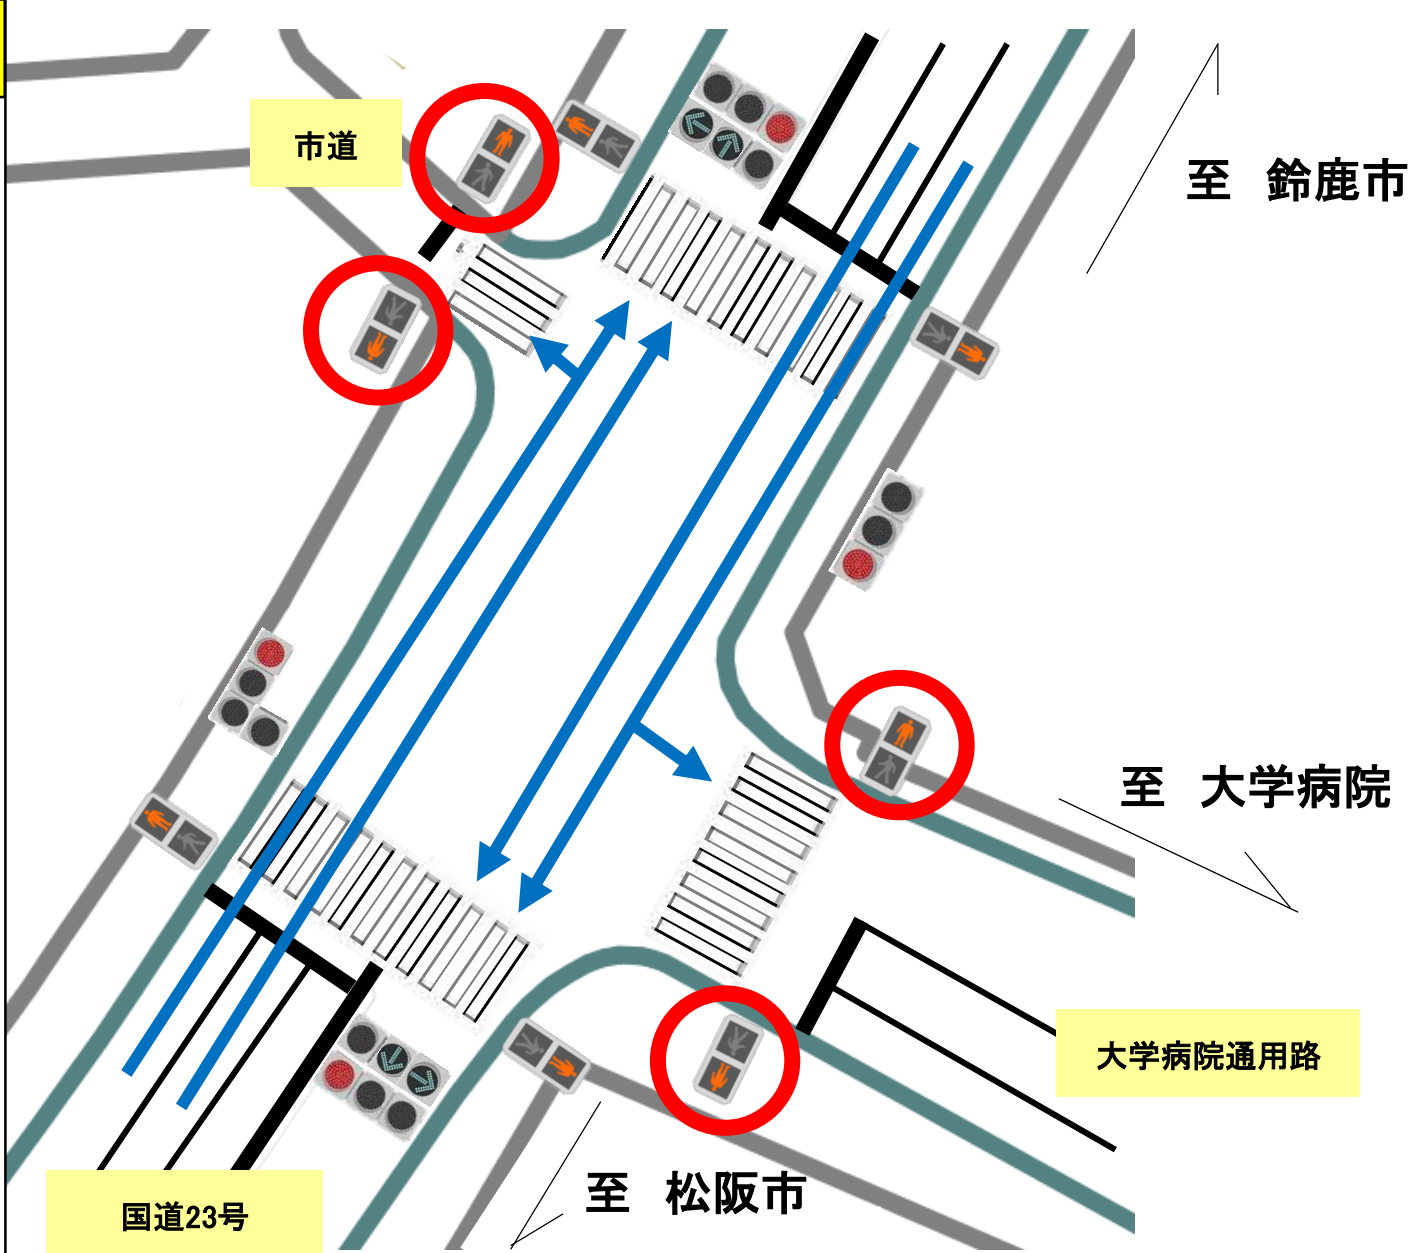 市道
至　鈴鹿市
至　大学病院
大学病院通用路
至　松阪市
国道23号